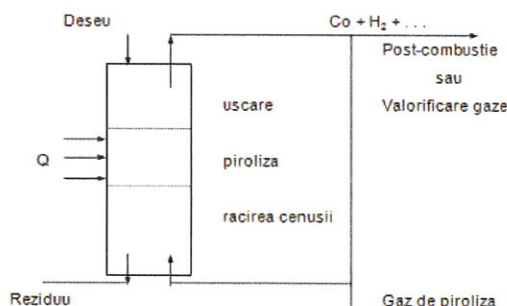 Deseu
Co + H₂ + . . .
Post-combustie
sau
Valorificare gaze
uscare
Q
piroliza
racirea cenusii
Reziduu
Gaz de piroliza